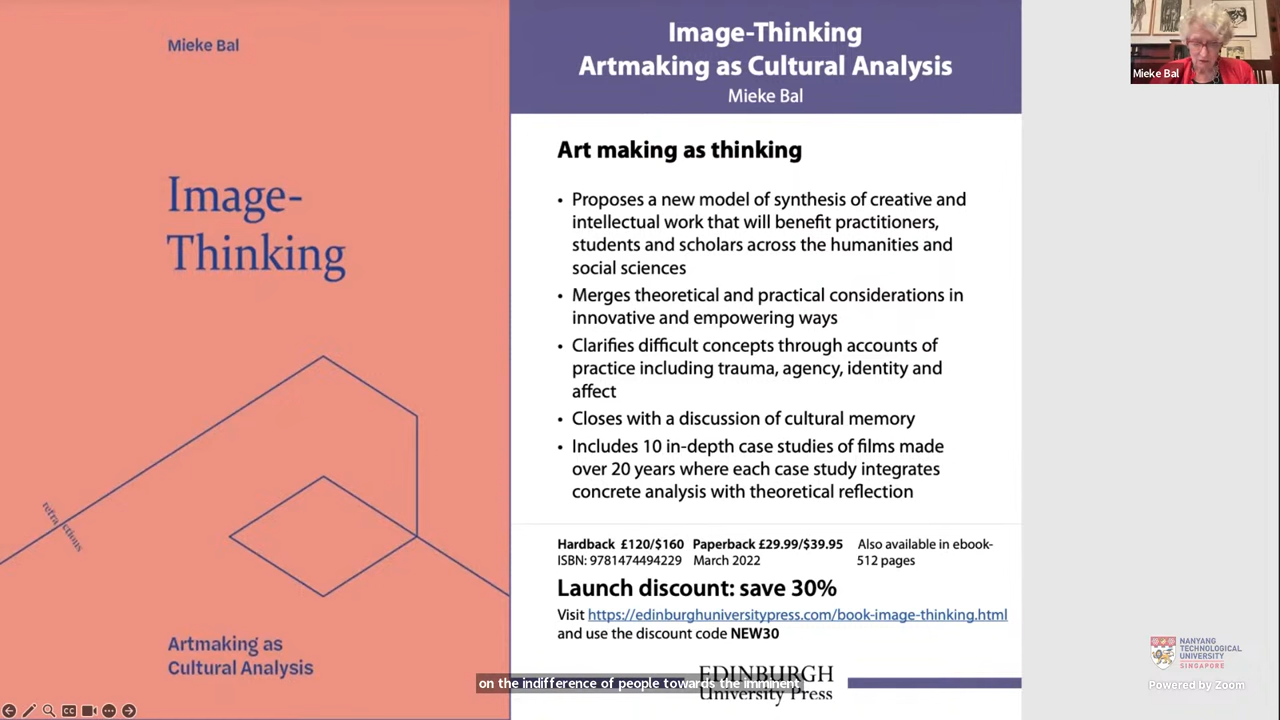 Mieke Bal
Image-
Thinking
refractions
Artmaking as
Cultural Analysis
Image-Thinking
Artmaking as Cultural Analysis
Mieke Bal
Art making as thinking
• Proposes a new model of synthesis of creative and
intellectual work that will benefit practitioners,
students and scholars across the humanities and
social sciences
• Merges theoretical and practical considerations in
innovative and empowering ways
• Clarifies difficult concepts through accounts of
practice including trauma, agency, identity and
affect
• Closes with a discussion of cultural memory
• Includes 10 in-depth case studies of films made
over 20 years where each case study integrates
concrete analysis with theoretical reflection
Hardback £120/$160 Paperback £29.99/$39.95 Also available in ebook-
ISBN: 9781474494229 March 2022 512 pages
Launch discount: save 30%
Visit https://edinburghuniversitypress.com/book-image-thinking.html
and use the discount code NEW30
EDINBURGH
University Press
on the indifference of people towards the imminent
Mieke Bal
NANYANG
TECHNOLOGICAL
UNIVERSITY
SINGAPORE
Powered by Zoom
CC